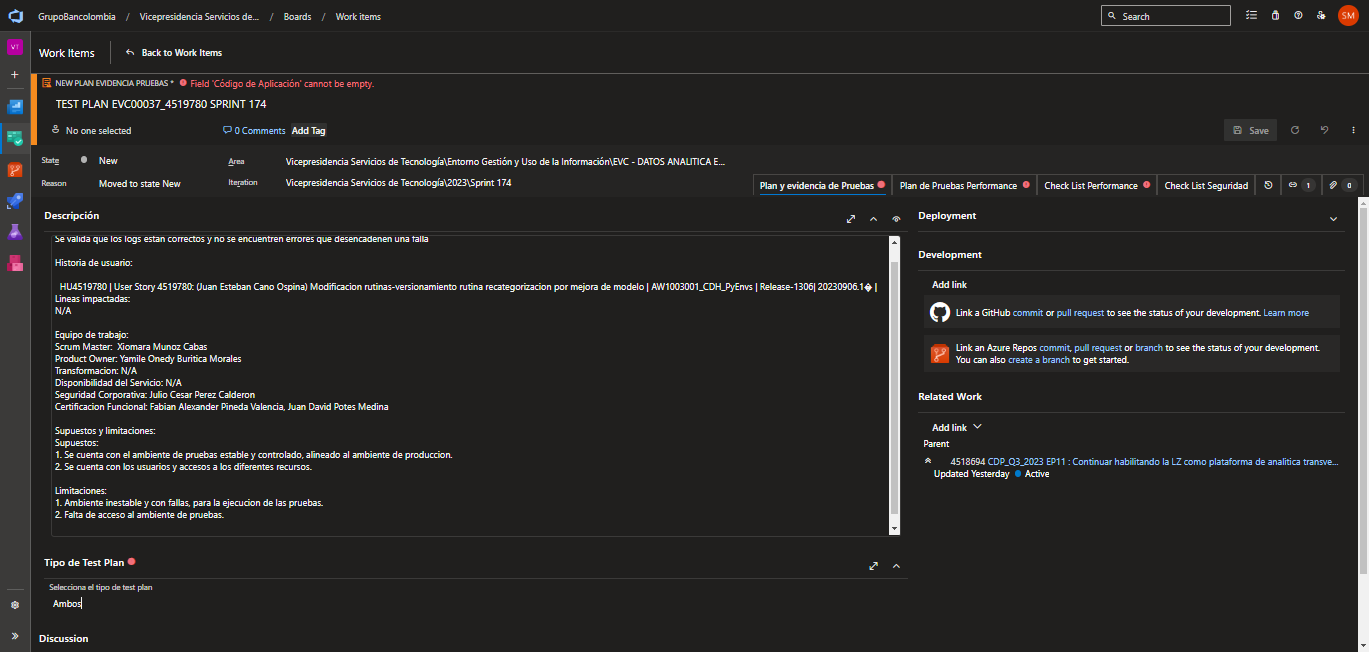 GrupoBancolombia / Vicepresidencia Servicios de... / Boards / Work items
Search
SM
VT
Work Items
Back to Work Items
NEW PLAN EVIDENCIA PRUEBAS * Field 'Código de Aplicación' cannot be empty.
TEST PLAN EVC00037_4519780 SPRINT 174
No one selected
0 Comments
Add Tag
Save
State New
Area Vicepresidencia Servicios de Tecnología\Entorno Gestión y Uso de la Información\EVC - DATOS ANALITICA E...
Reason Moved to state New
Iteration Vicepresidencia Servicios de Tecnología\2023\Sprint 174
Plan y evidencia de Pruebas
Plan de Pruebas Performance
Check List Performance
Check List Seguridad
1
0
Descripción
Se valida que los logs estan correctos y no se encuentren errores que desencadenen una falla
Historia de usuario:
HU4519780 | User Story 4519780: (Juan Esteban Cano Ospina) Modificacion rutinas-versionamiento rutina recategorizacion por mejora de modelo | AW1003001_CDH_PyEnvs | Release-1306| 20230906.1� |
Lineas impactadas:
N/A
Equipo de trabajo:
Scrum Master: Xiomara Munoz Cabas
Product Owner: Yamile Onedy Buritica Morales
Transformacion: N/A
Disponibilidad del Servicio: N/A
Seguridad Corporativa: Julio Cesar Perez Calderon
Certificacion Funcional: Fabian Alexander Pineda Valencia, Juan David Potes Medina
Supuestos y limitaciones:
Supuestos:
1. Se cuenta con el ambiente de pruebas estable y controlado, alineado al ambiente de produccion.
2. Se cuenta con los usuarios y accesos a los diferentes recursos.
Limitaciones:
1. Ambiente inestable y con fallas, para la ejecucion de las pruebas.
2. Falta de acceso al ambiente de pruebas.
Tipo de Test Plan
Selecciona el tipo de test plan
Ambos
Discussion
Deployment
Development
Add link
Link a GitHub commit or pull request to see the status of your development. Learn more
Link an Azure Repos commit, pull request or branch to see the status of your development.
You can also create a branch to get started.
Related Work
Add link
Parent
4518694 CDP_Q3_2023 EP11 : Continuar habilitando la LZ como plataforma de analitica transve...
Updated Yesterday Active